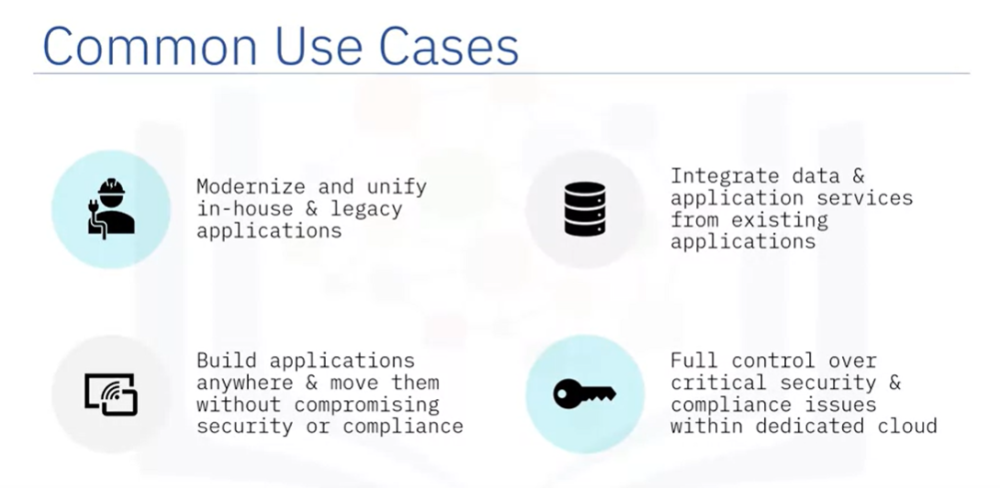 Common Use Cases
Modernize and unify
in-house & legacy
applications
Integrate data &
application services
from existing
applications
Build applications
anywhere & move them
without compromising
security or compliance
Full control over
critical security &
compliance issues
within dedicated cloud